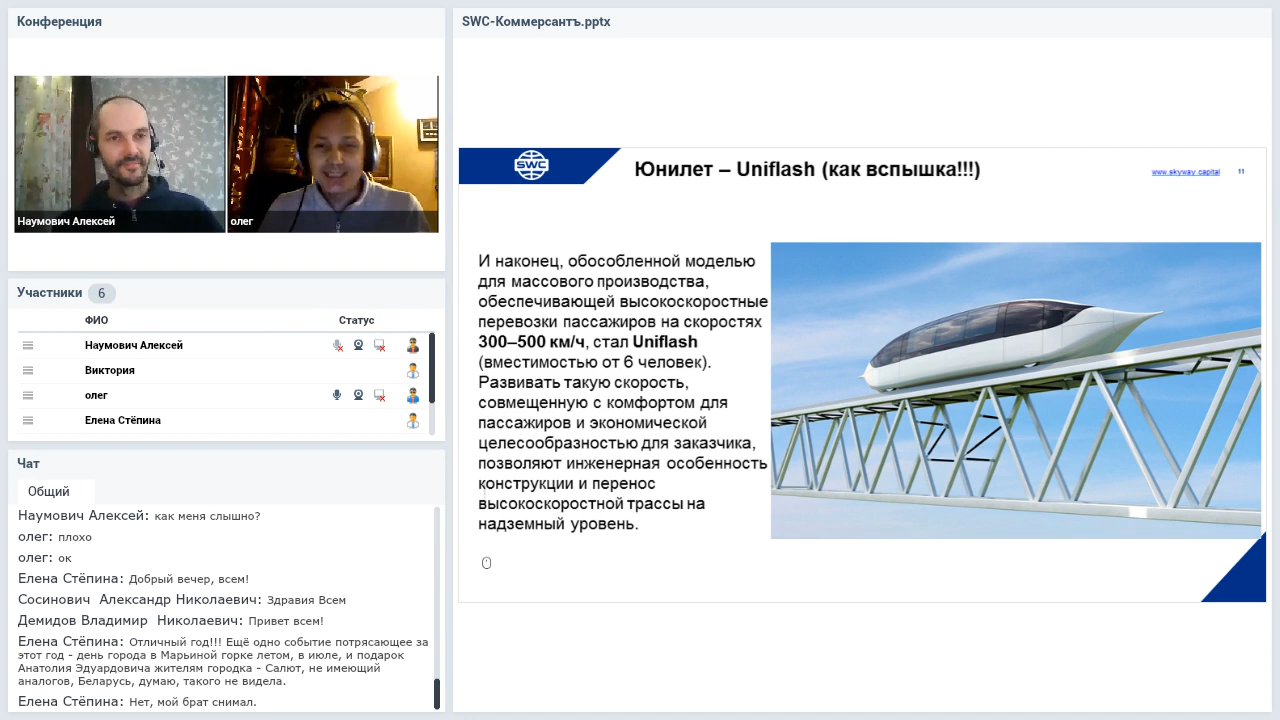 Конференция
Наумович Алексей
олег
Участники 6
ФИО Статус
Наумович Алексей
Виктория
олег
Елена Стёпина
Чат
Общий
Наумович Алексей: как меня слышно?
олег: плохо
олег: ок
Елена Стёпина: Добрый вечер, всем!
Сосинович Александр Николаевич: Здравия Всем
Демидов Владимир Николаевич: Привет всем!
Елена Стёпина: Отличный год!!! Ещё одно событие потрясающее за
этот год - день города в Марьиной горке летом, в июле, и подарок
Анатолия Эдуардовича жителям городка - Салют, не имеющий
аналогов, Беларусь, думаю, такого не видела.
Елена Стёпина: Нет, мой брат снимал.
SWC-Коммерсантъ.pptx
SWC
Юнилет – Uniflash (как вспышка!!!)
www.skyway.capital 11
И наконец, обособленной моделью
для массового производства,
обеспечивающей высокоскоростные
перевозки пассажиров на скоростях
300–500 км/ч, стал Uniflash
(вместимостью от 6 человек).
Развивать такую скорость,
совмещенную с комфортом для
пассажиров и экономической
целесообразностью для заказчика,
позволяют инженерная особенность
конструкции и перенос
высокоскоростной трассы на
надземный уровень.